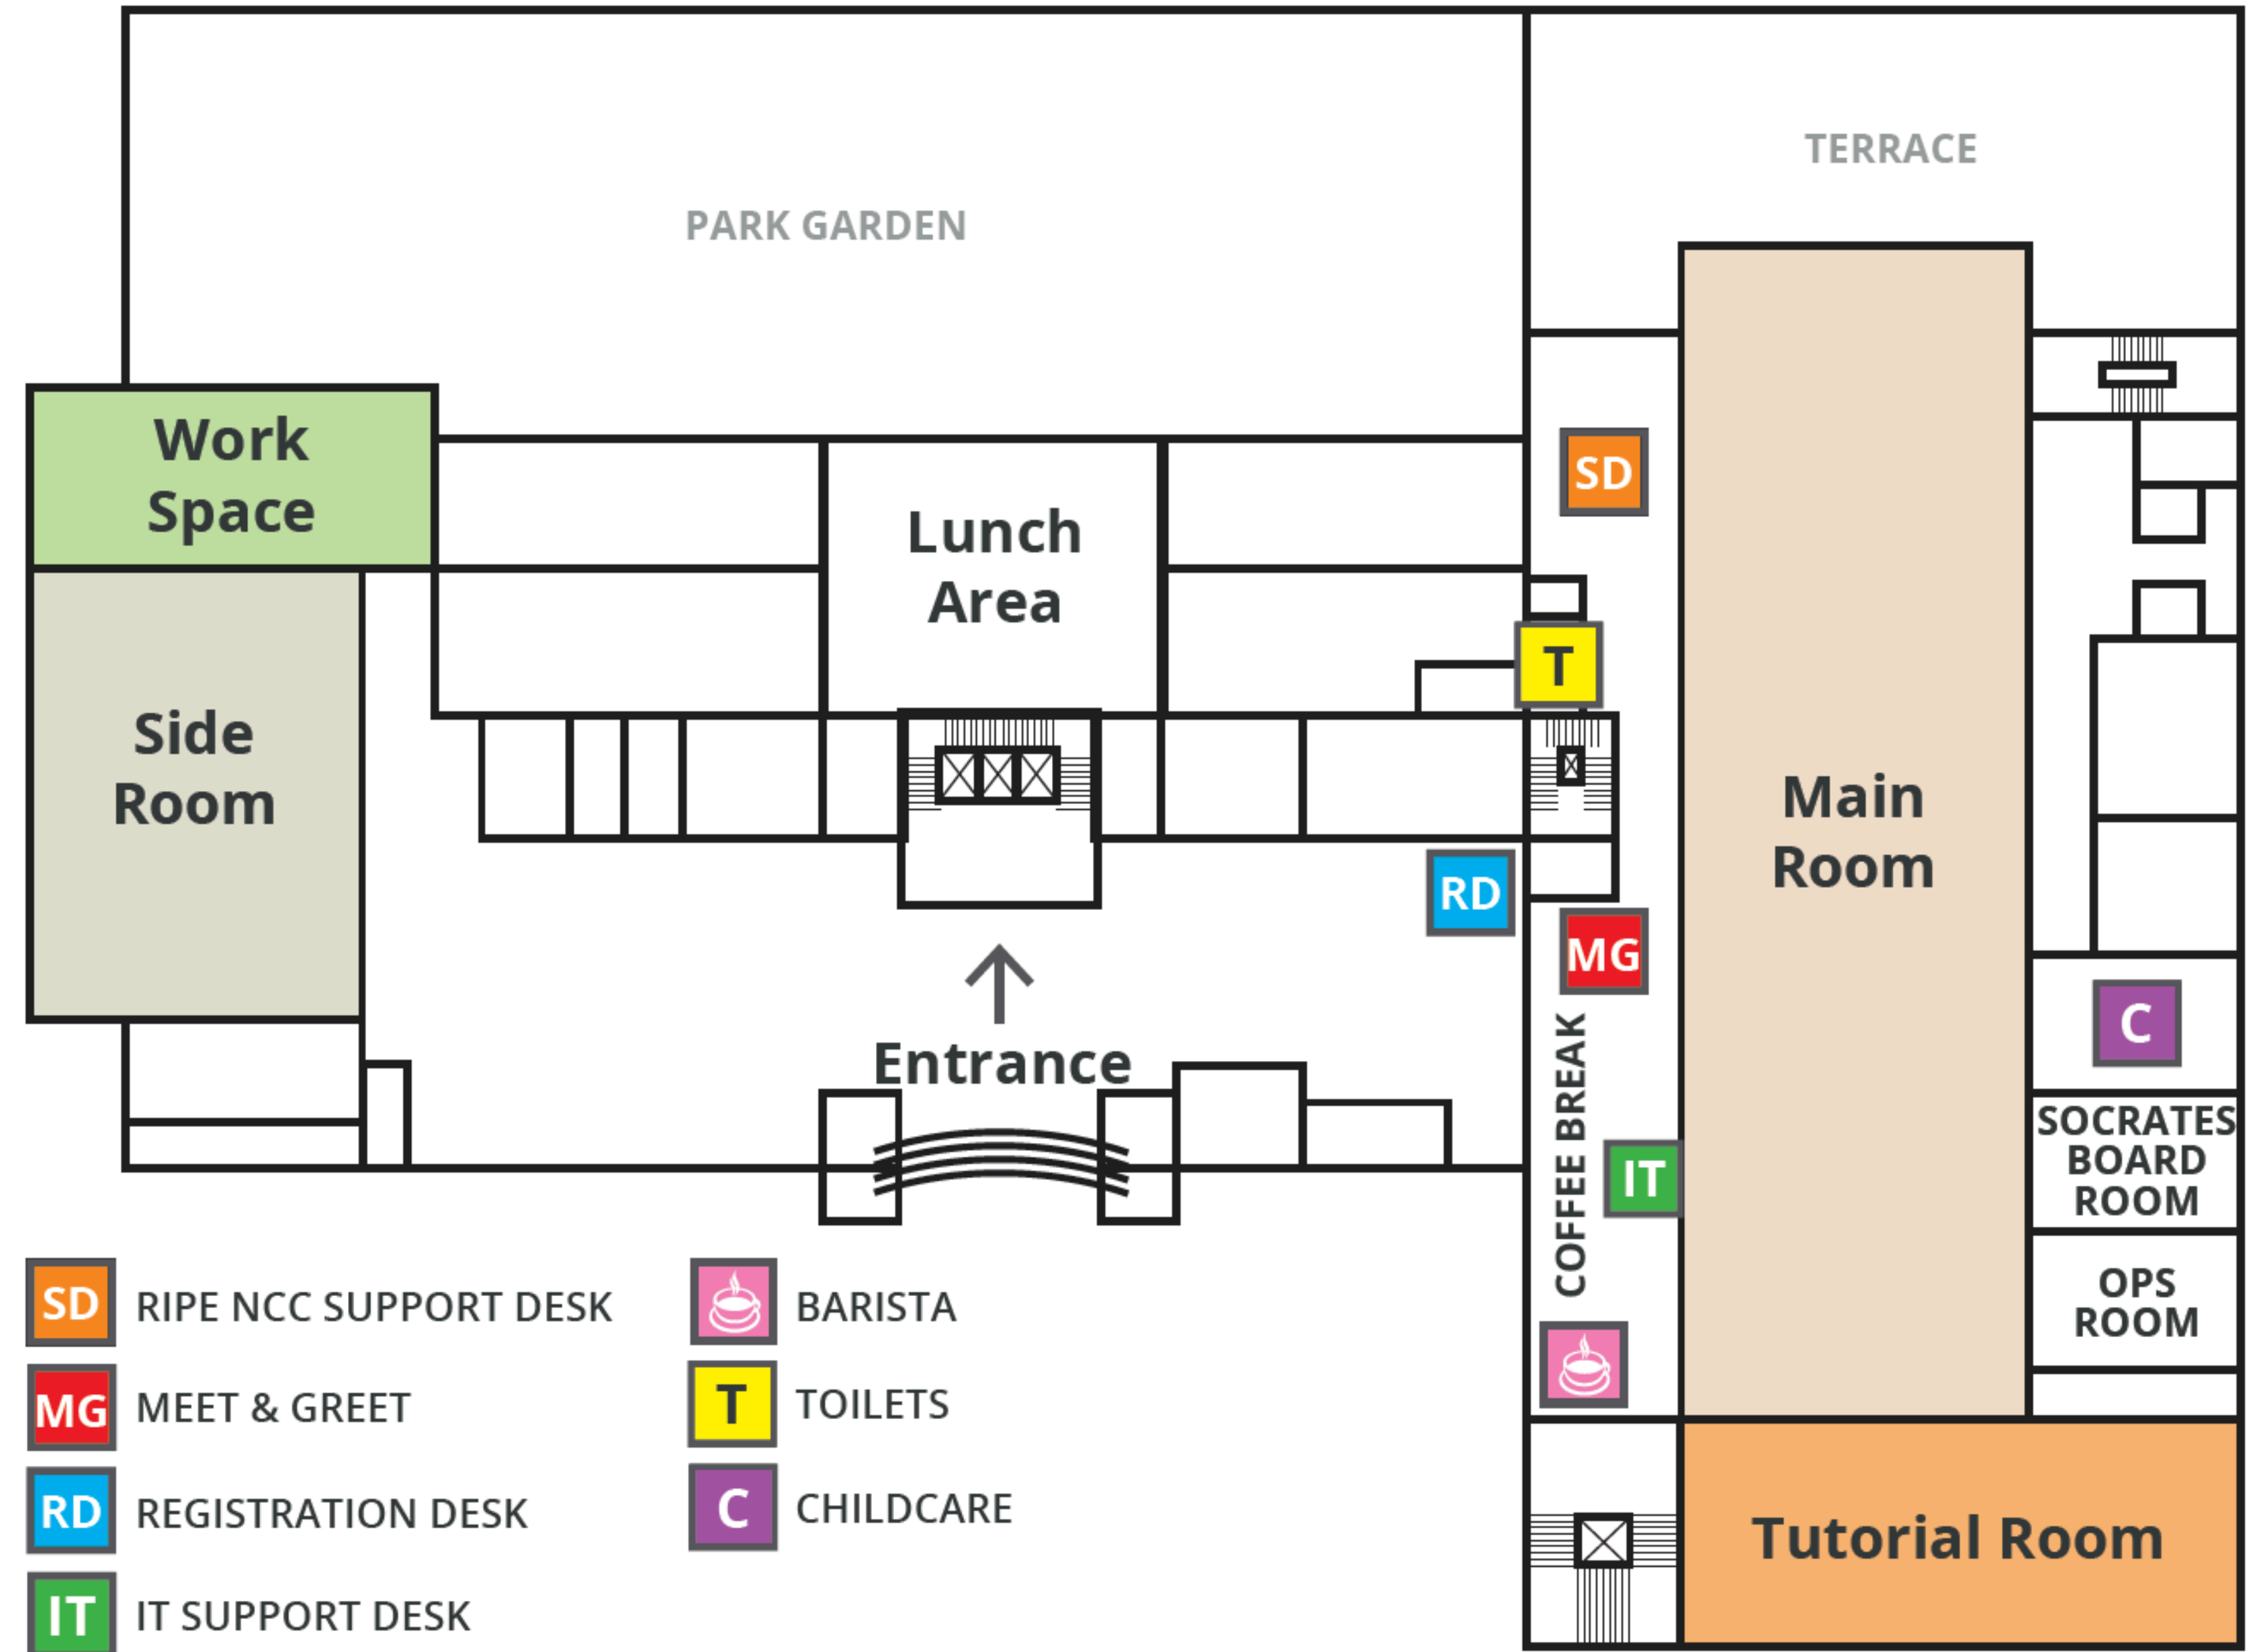 TERRACE
PARK GARDEN
Work
Space
SD
Lunch
Area
T
Side
Room
Main
Room
RD
MG
C
Entrance
COFFEE BREAK
SOCRATES
BOARD
ROOM
IT
OPS
ROOM
Tutorial Room
SD RIPE NCC SUPPORT DESK
MG MEET & GREET
RD REGISTRATION DESK
IT IT SUPPORT DESK
BARISTA
T TOILETS
C CHILDCARE